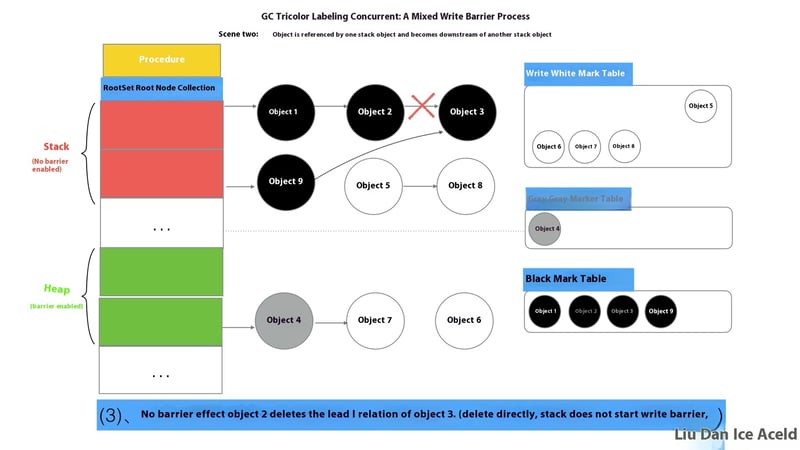 GC Tricolor Labeling Concurrent: A Mixed Write Barrier Process
Scene two: Object is referenced by one stack object and becomes downstream of another stack object
Procedure
RootSet Root Node Collection
Stack
(No barrier
enabled)
...
Heap
(barrier enabled)
...
Object 1
Object 2
Object 3
Object 9
Object 5
Object 8
Object 4
Object 7
Object 6
Write White Mark Table
Object 5
Object 6
Object 7
Object 8
Gray Gray Marker Table
Object 4
Black Mark Table
Object 1
Object 2
Object 3
Object 9
(3)、 No barrier effect object 2 deletes the lead l relation of object 3. (delete directly, stack does not start write barrier, )
Liu Dan Ice Aceld